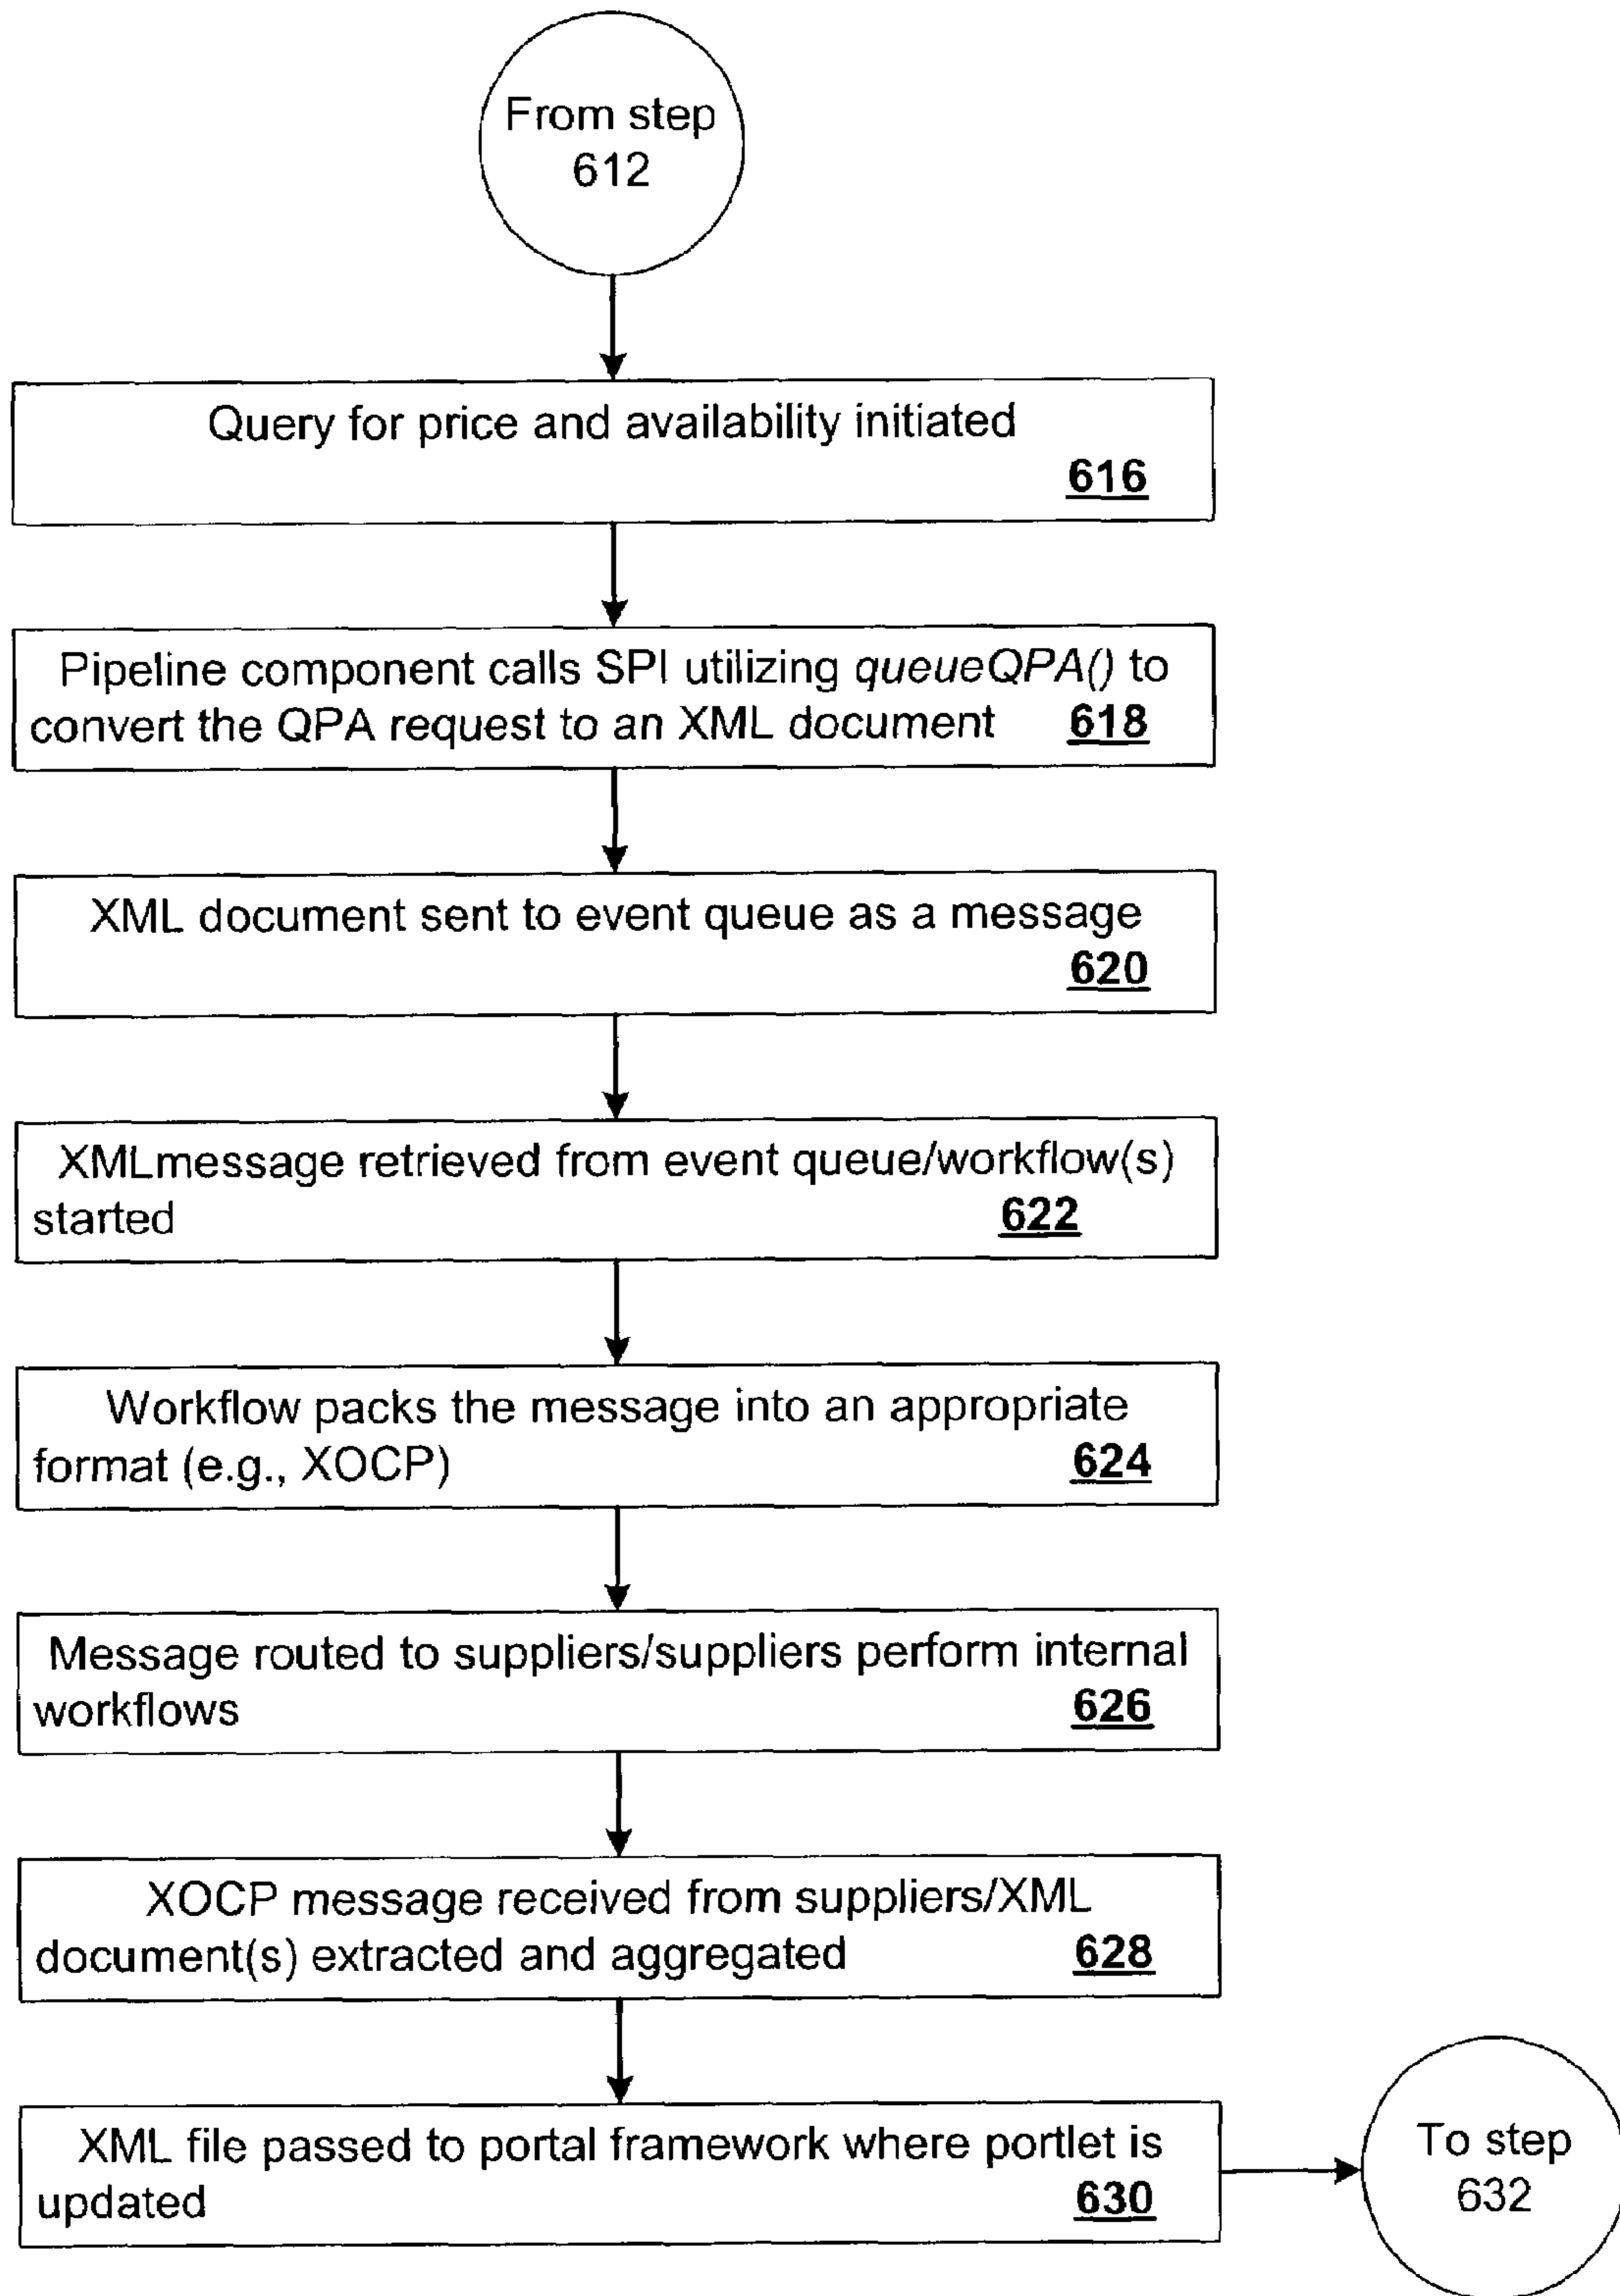 From step
612
Query for price and availability initiated
616
Pipeline component calls SPI utilizing queueQPA() to
convert the QPA request to an XML document 618
XML document sent to event queue as a message
620
XMLmessage retrieved from event queue/workflow(s)
started 622
Workflow packs the message into an appropriate
format (e.g., XOCP) 624
Message routed to suppliers/suppliers perform internal
workflows 626
XOCP message received from suppliers/XML
document(s) extracted and aggregated 628
XML file passed to portal framework where portlet is
updated 630
To step
632